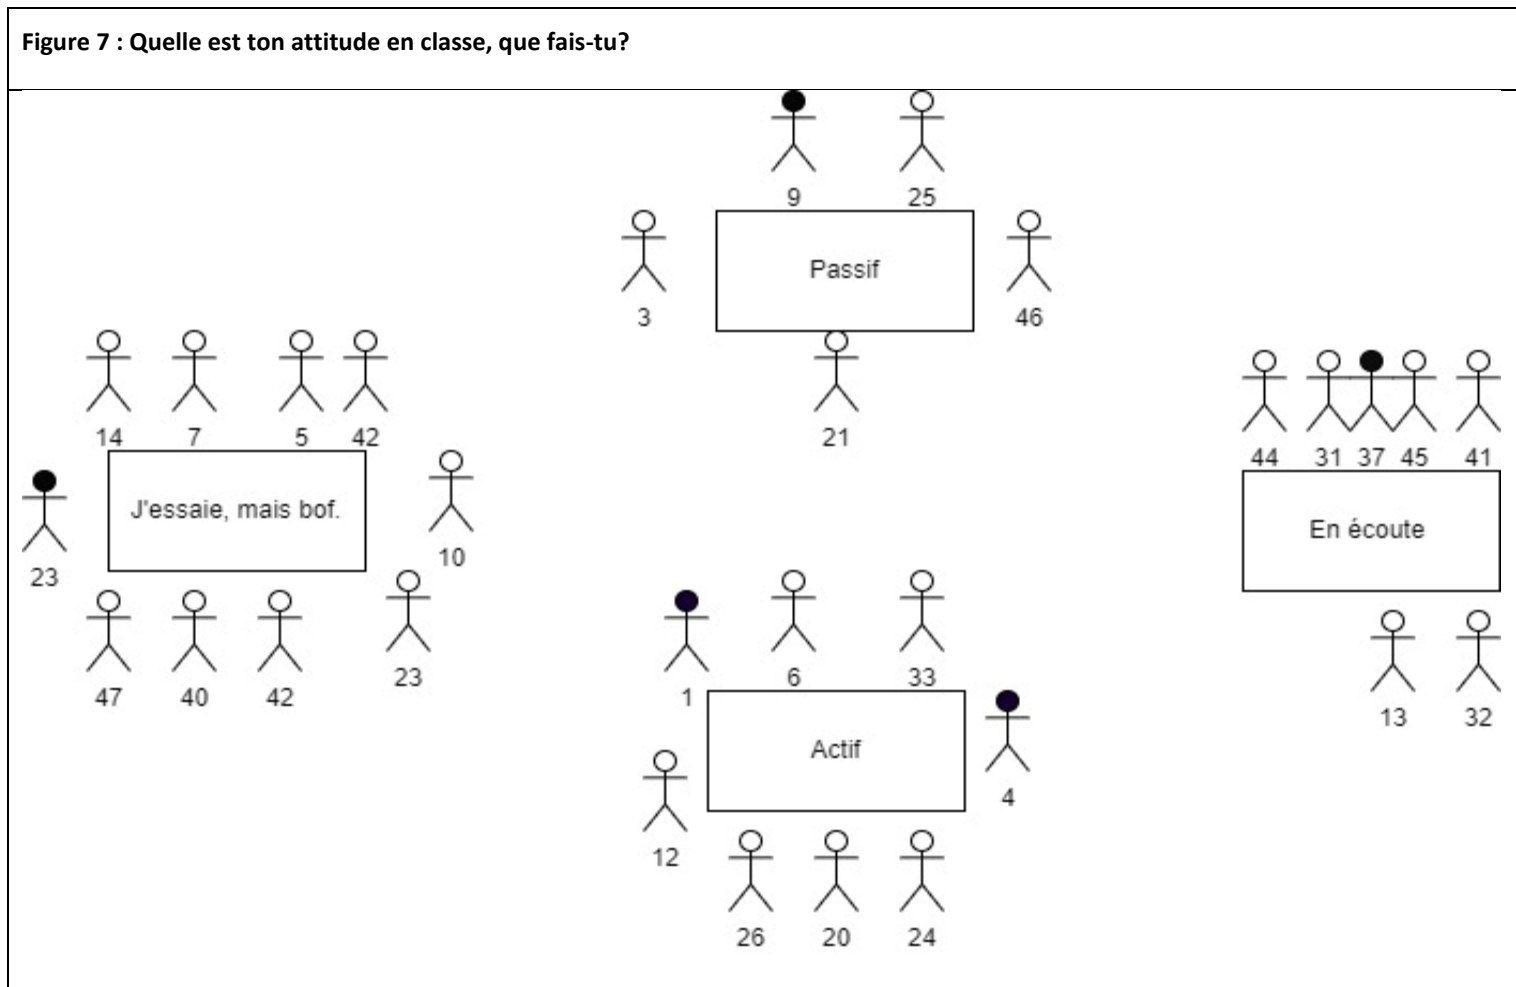 Figure 7 : Quelle est ton attitude en classe, que fais-tu?
9 25
Passif
3 46
21
14 7 5 42
44 31 37 45 41
J'essaie, mais bof.
En écoute
10
23
47 40 42 23
1 6 33
13 32
Actif
4
12
26 20 24